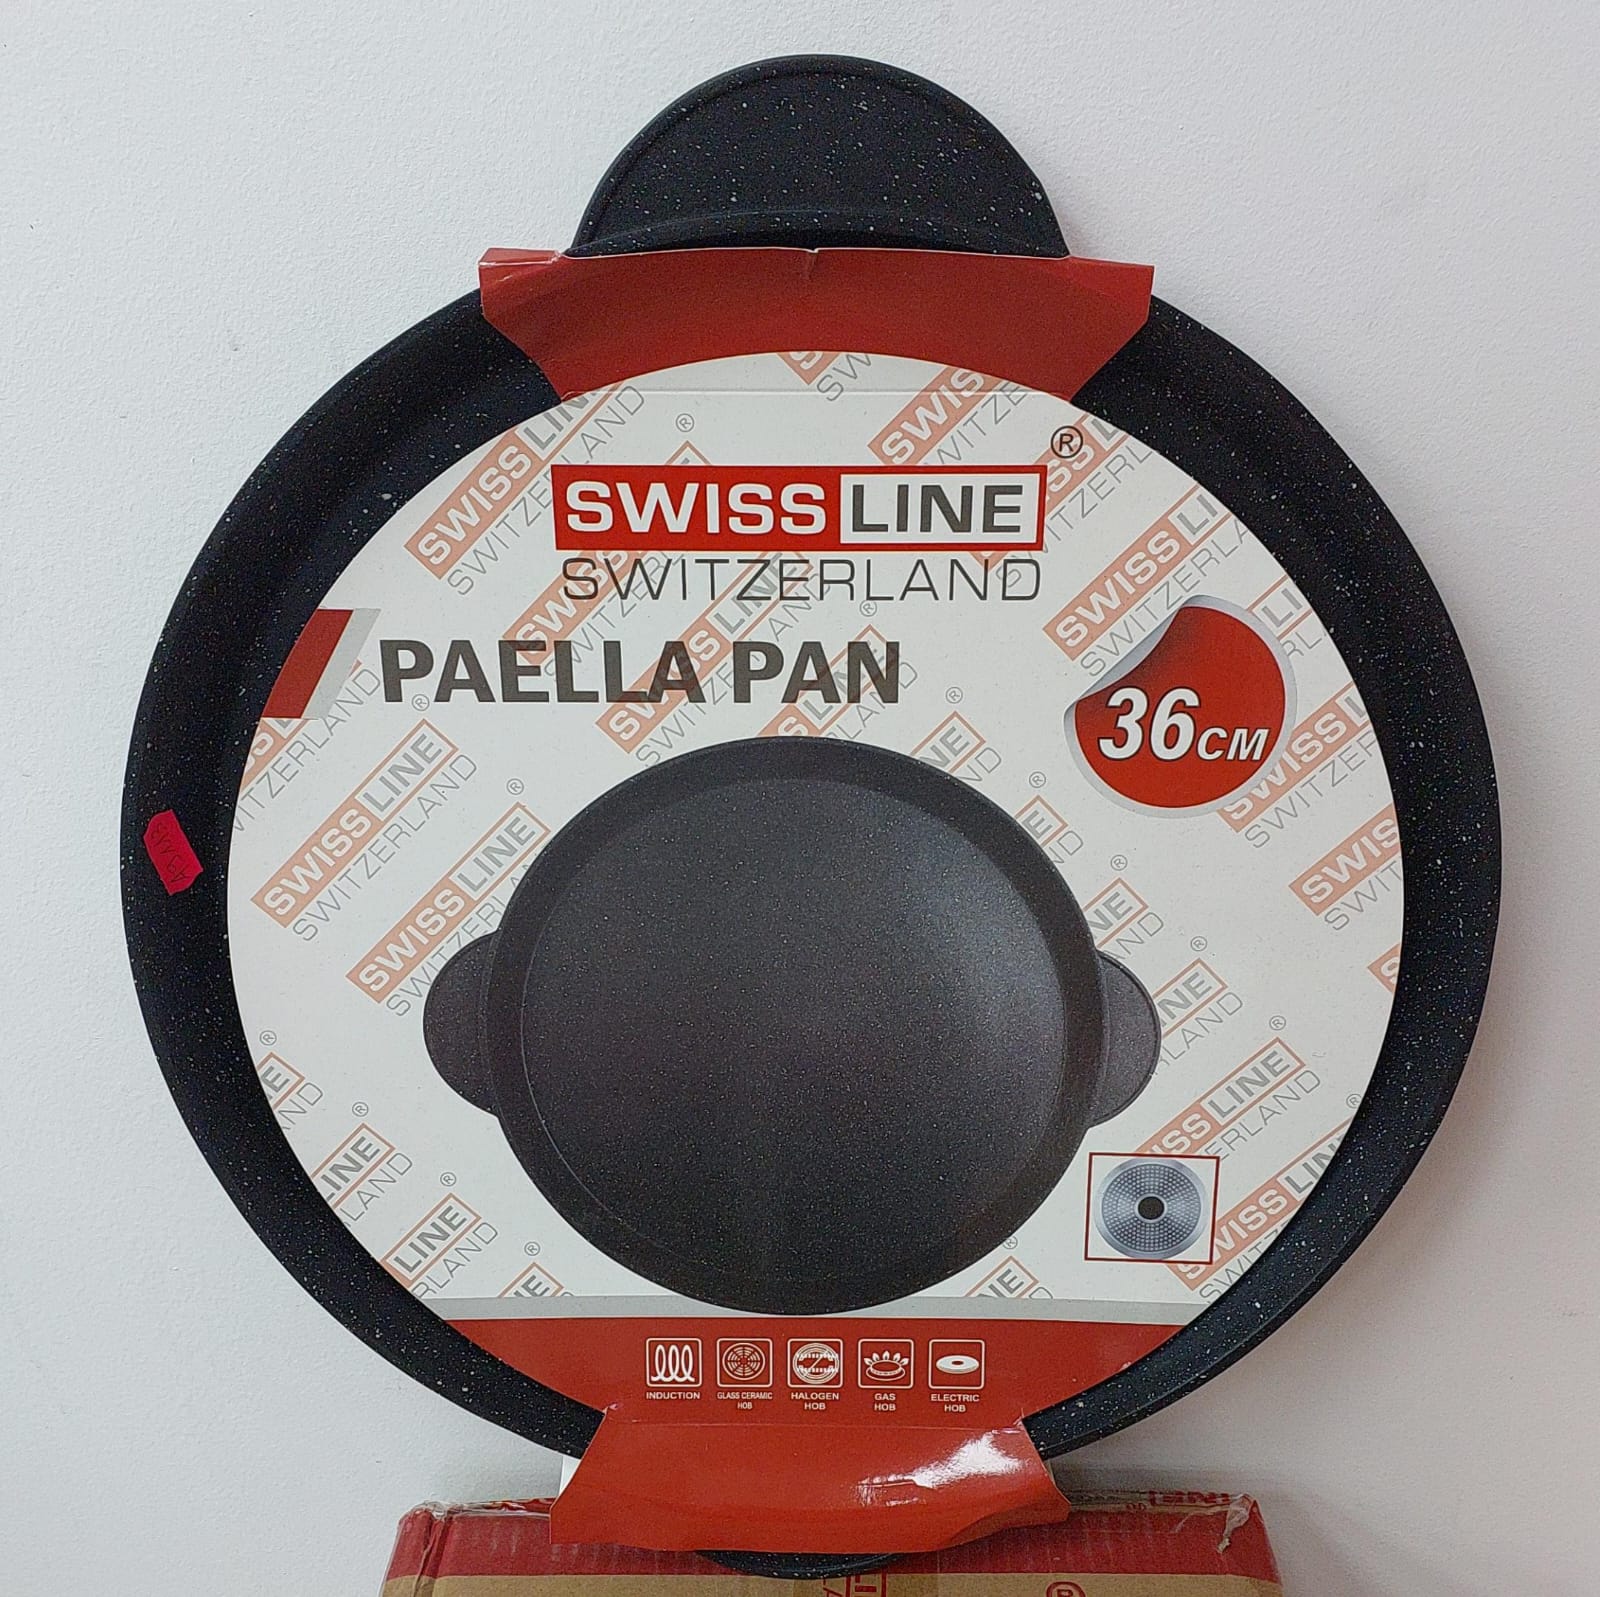 SWISS LINE ®
SWITZERLAND
PAELLA PAN
36CM
INDUCTION
GLASS CERAMIC HOB
HALOGEN HOB
GAS HOB
ELECTRIC HOB